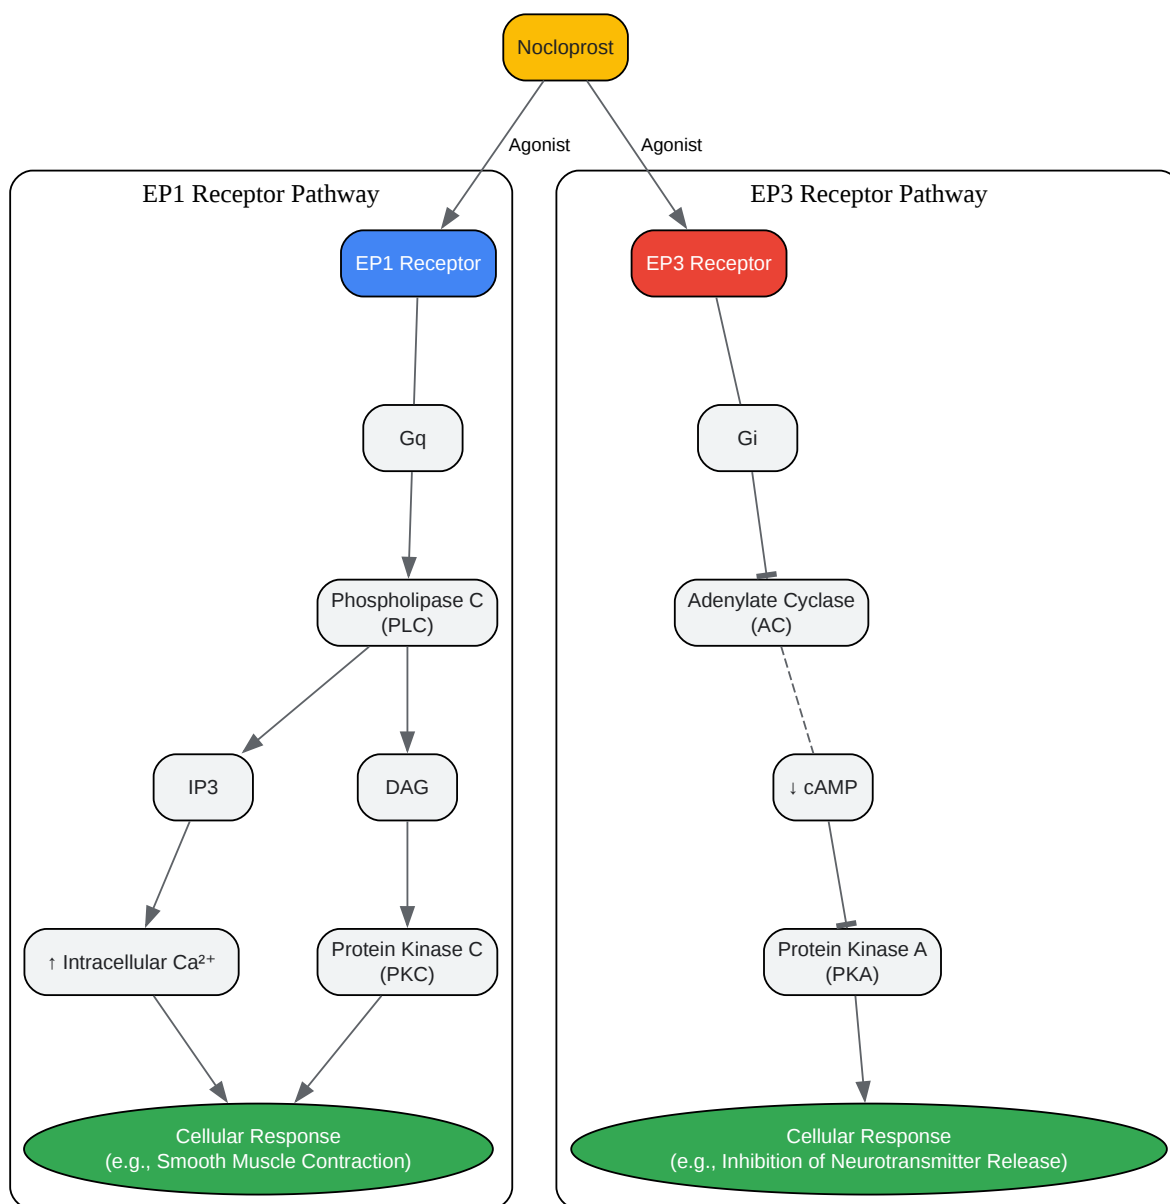 Nocloprost
Agonist
Agonist
EP1 Receptor Pathway
EP1 Receptor
Gq
Phospholipase C
(PLC)
IP3
DAG
↑ Intracellular Ca²⁺
Protein Kinase C
(PKC)
Cellular Response
(e.g., Smooth Muscle Contraction)
EP3 Receptor Pathway
EP3 Receptor
Gi
Adenylate Cyclase
(AC)
↓ cAMP
Protein Kinase A
(PKA)
Cellular Response
(e.g., Inhibition of Neurotransmitter Release)